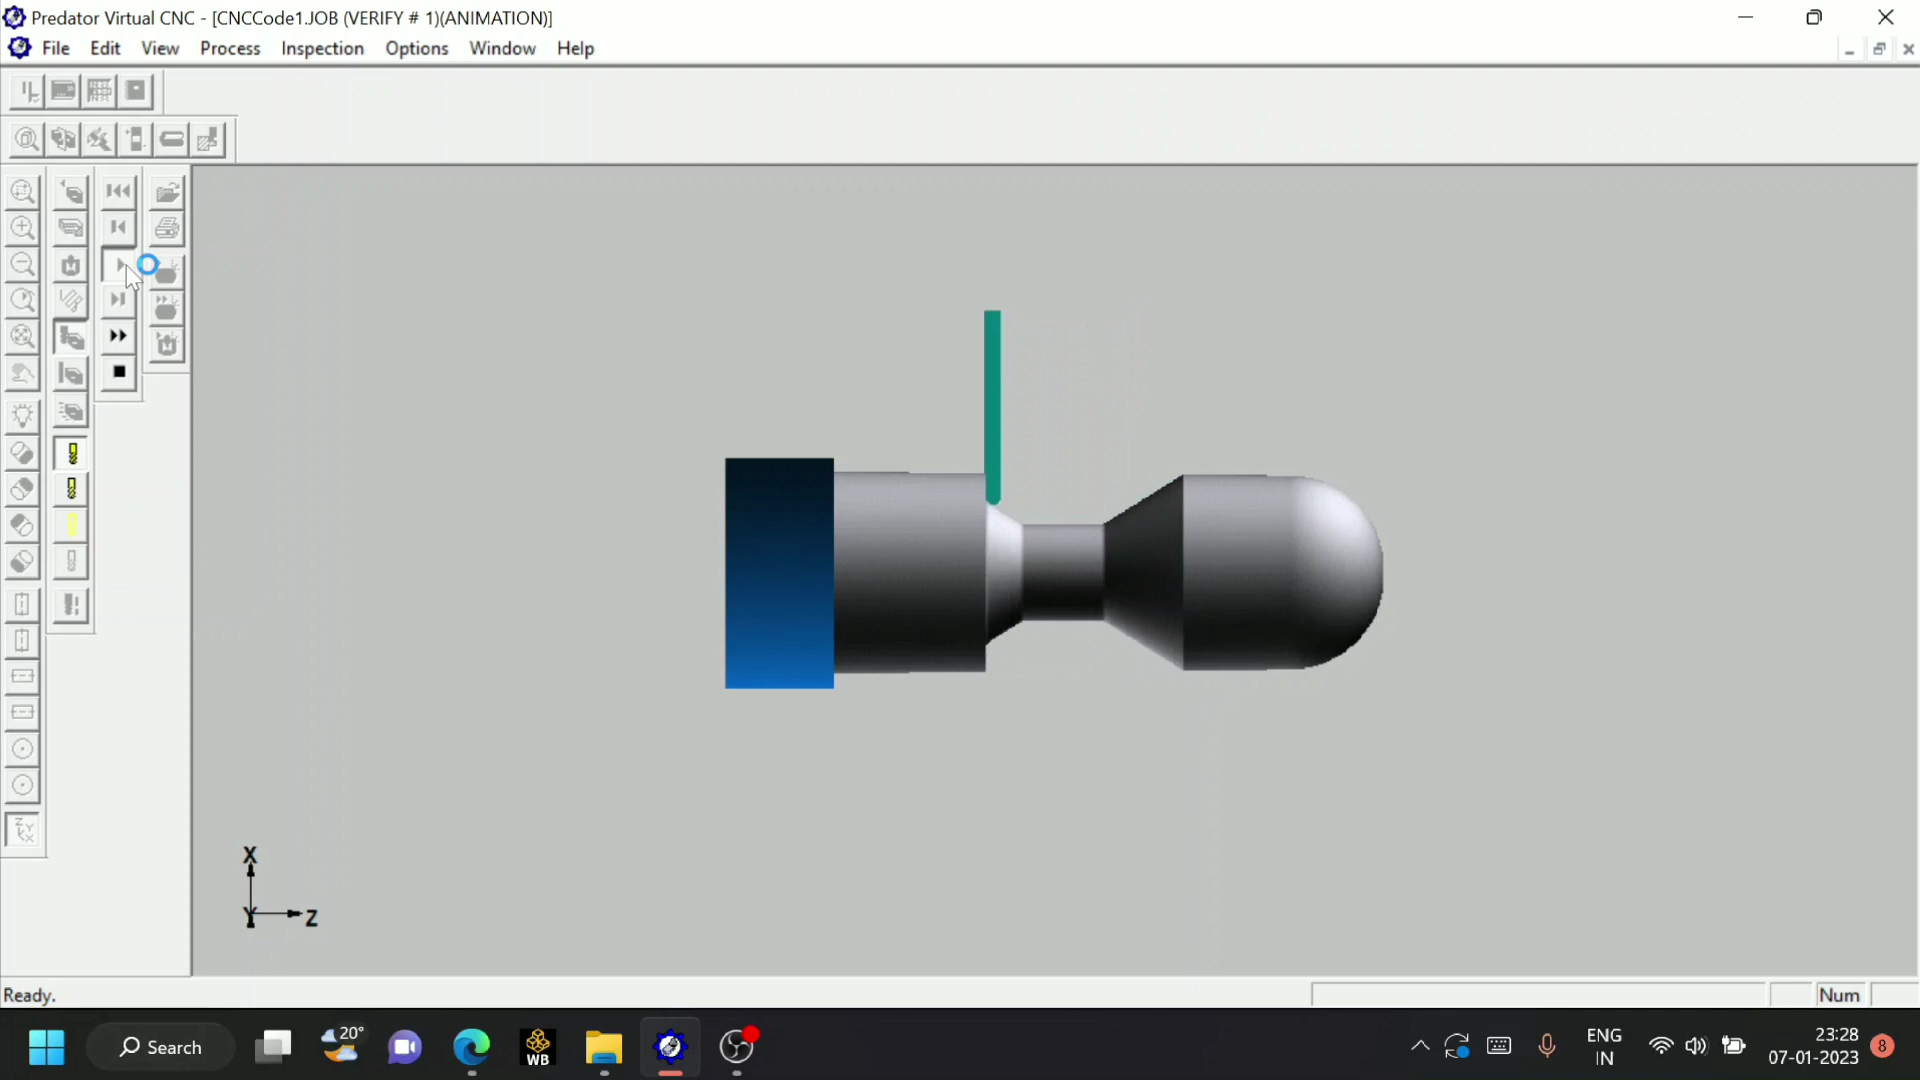 Predator Virtual CNC - [CNCCode1.JOB (VERIFY # 1)(ANIMATION)]
File Edit View Process Inspection Options Window Help
X
Y Z
Ready.
Num
Search
20°
WB
ENG
IN
23:28
07-01-2023
8